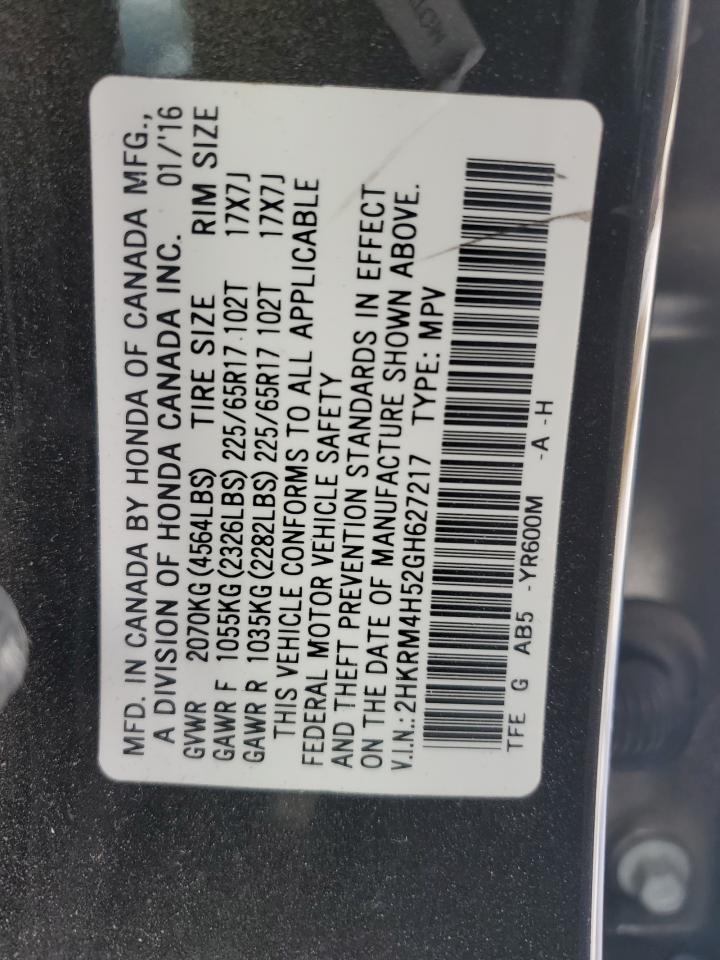 MFD. IN CANADA BY HONDA OF CANADA MFG.,
A DIVISION OF HONDA CANADA INC. 01/'16
GVWR 2070KG (4564LBS) TIRE SIZE RIM SIZE
GAWR F 1055KG (2326LBS) 225/65R17 102T 17X7J
GAWR R 1035KG (2282LBS) 225/65R17 102T 17X7J
THIS VEHICLE CONFORMS TO ALL APPLICABLE
FEDERAL MOTOR VEHICLE SAFETY
AND THEFT PREVENTION STANDARDS IN EFFECT
ON THE DATE OF MANUFACTURE SHOWN ABOVE.
V.I.N.: 2HKRM4H52GH627217 TYPE: MPV
TFE G AB5 -YR600M -A -H